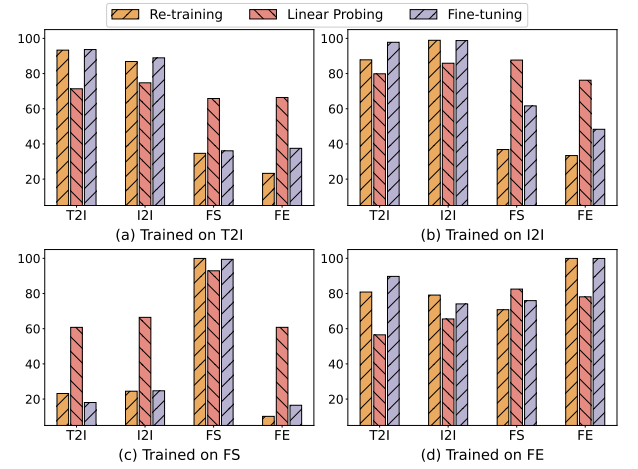 Re-training Linear Probing Fine-tuning
100
80
60
40
20
T2I I2I FS FE
(a) Trained on T2I
100
80
60
40
20
T2I I2I FS FE
(b) Trained on I2I
100
80
60
40
20
T2I I2I FS FE
(c) Trained on FS
100
80
60
40
20
T2I I2I FS FE
(d) Trained on FE